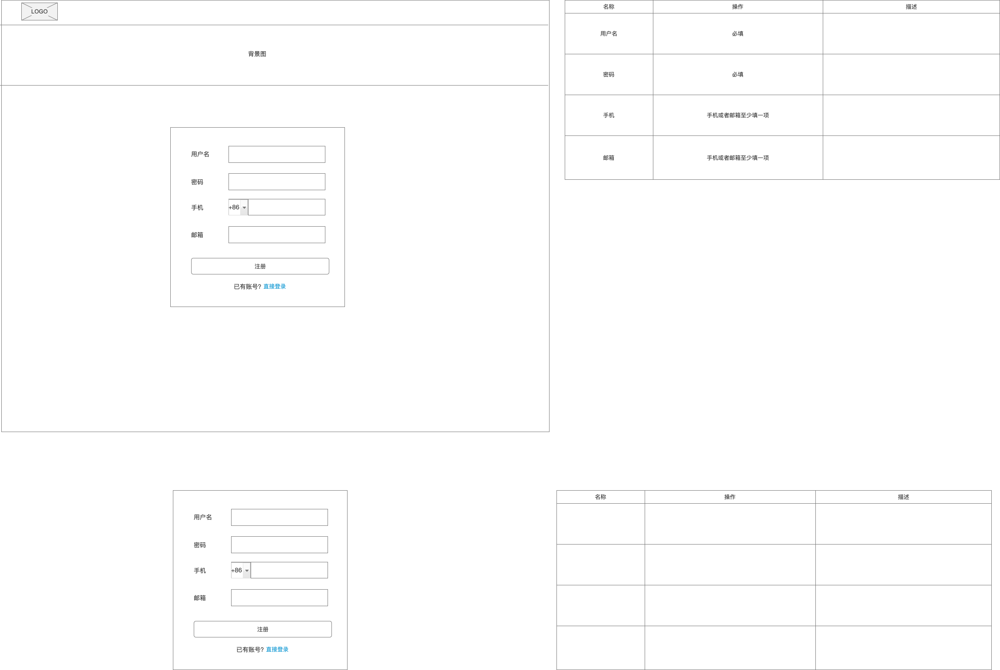 LOGO
背景图
用户名
密码
手机 +86
邮箱
注册
已有账号? 直接登录
名称 操作 描述
用户名 必填
密码 必填
手机 手机或者邮箱至少填一项
邮箱 手机或者邮箱至少填一项
用户名
密码
手机 +86
邮箱
注册
已有账号? 直接登录
名称 操作 描述